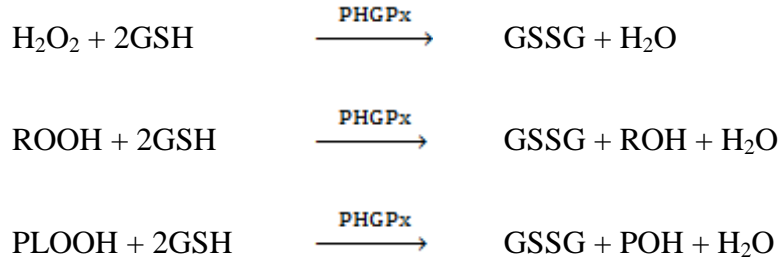 H₂O₂ + 2GSH PHGPx ⟶ GSSG + H₂O
ROOH + 2GSH PHGPx ⟶ GSSG + ROH + H₂O
PLOOH + 2GSH PHGPx ⟶ GSSG + POH + H₂O